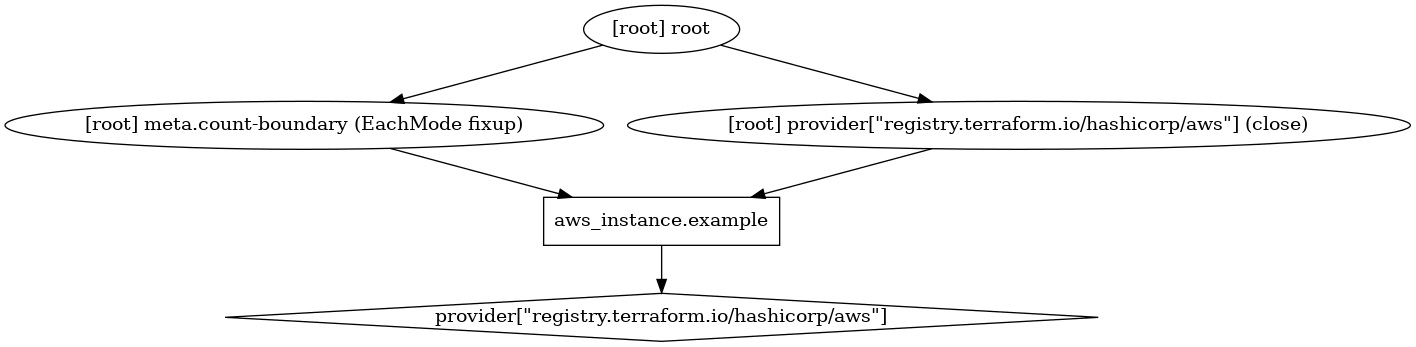 [root] root
[root] meta.count-boundary (EachMode fixup)
[root] provider["registry.terraform.io/hashicorp/aws"] (close)
aws_instance.example
provider["registry.terraform.io/hashicorp/aws"]